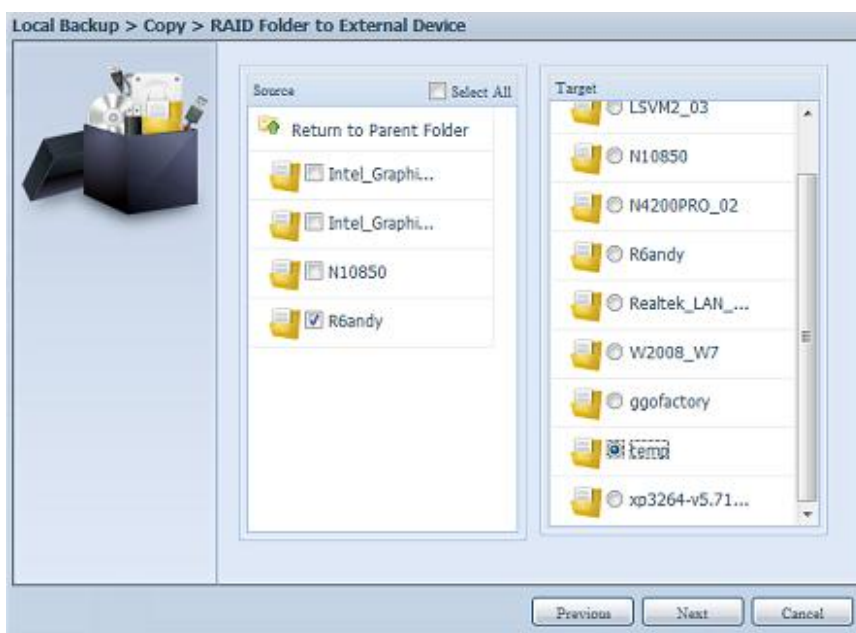 Local Backup > Copy > RAID Folder to External Device
Source
Select All
Return to Parent Folder
Intel_Graphi...
Intel_Graphi...
N10850
R6andy
Target
LSVM2_03
N10850
N4200PRO_02
R6andy
Realtek_LAN_...
W2008_W7
ggofactory
temp
xp3264-v5.71...
Previous
Next
Cancel